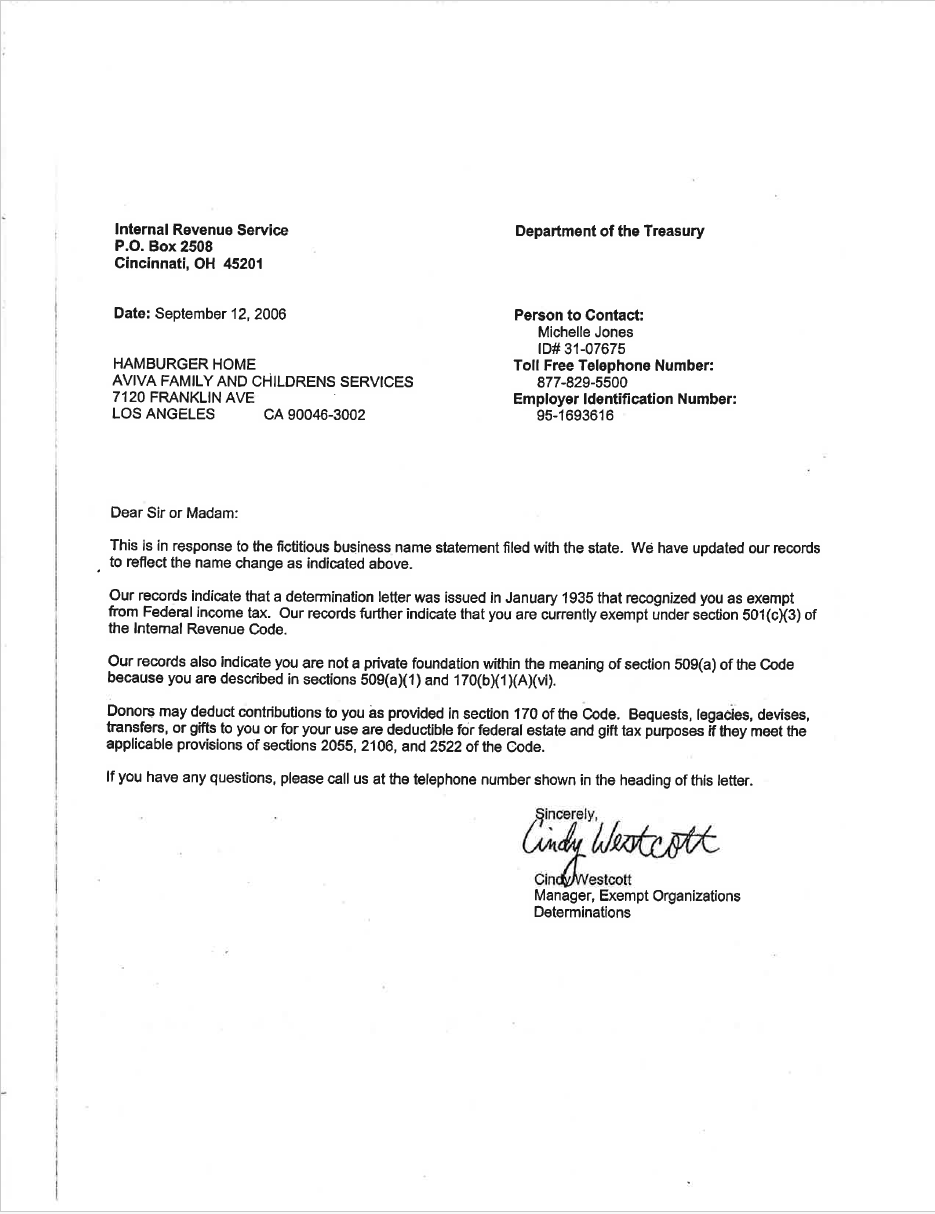 Internal Revenue Service
P.O. Box 2508
Cincinnati, OH 45201
Department of the Treasury
Date: September 12, 2006
HAMBURGER HOME
AVIVA FAMILY AND CHILDRENS SERVICES
7120 FRANKLIN AVE
LOS ANGELES CA 90046-3002
Person to Contact:
Michelle Jones
ID# 31-07675
Toll Free Telephone Number:
877-829-5500
Employer Identification Number:
95-1693616
Dear Sir or Madam:
This is in response to the fictitious business name statement filed with the state. We have updated our records
to reflect the name change as indicated above.
Our records indicate that a determination letter was issued in January 1935 that recognized you as exempt
from Federal income tax. Our records further indicate that you are currently exempt under section 501(c)(3) of
the Internal Revenue Code.
Our records also indicate you are not a private foundation within the meaning of section 509(a) of the Code
because you are described in sections 509(a)(1) and 170(b)(1)(A)(vi).
Donors may deduct contributions to you as provided in section 170 of the Code. Bequests, legacies, devises,
transfers, or gifts to you or for your use are deductible for federal estate and gift tax purposes if they meet the
applicable provisions of sections 2055, 2106, and 2522 of the Code.
If you have any questions, please call us at the telephone number shown in the heading of this letter.
Sincerely,
Cindy Westcott
Cindy Westcott
Manager, Exempt Organizations
Determinations